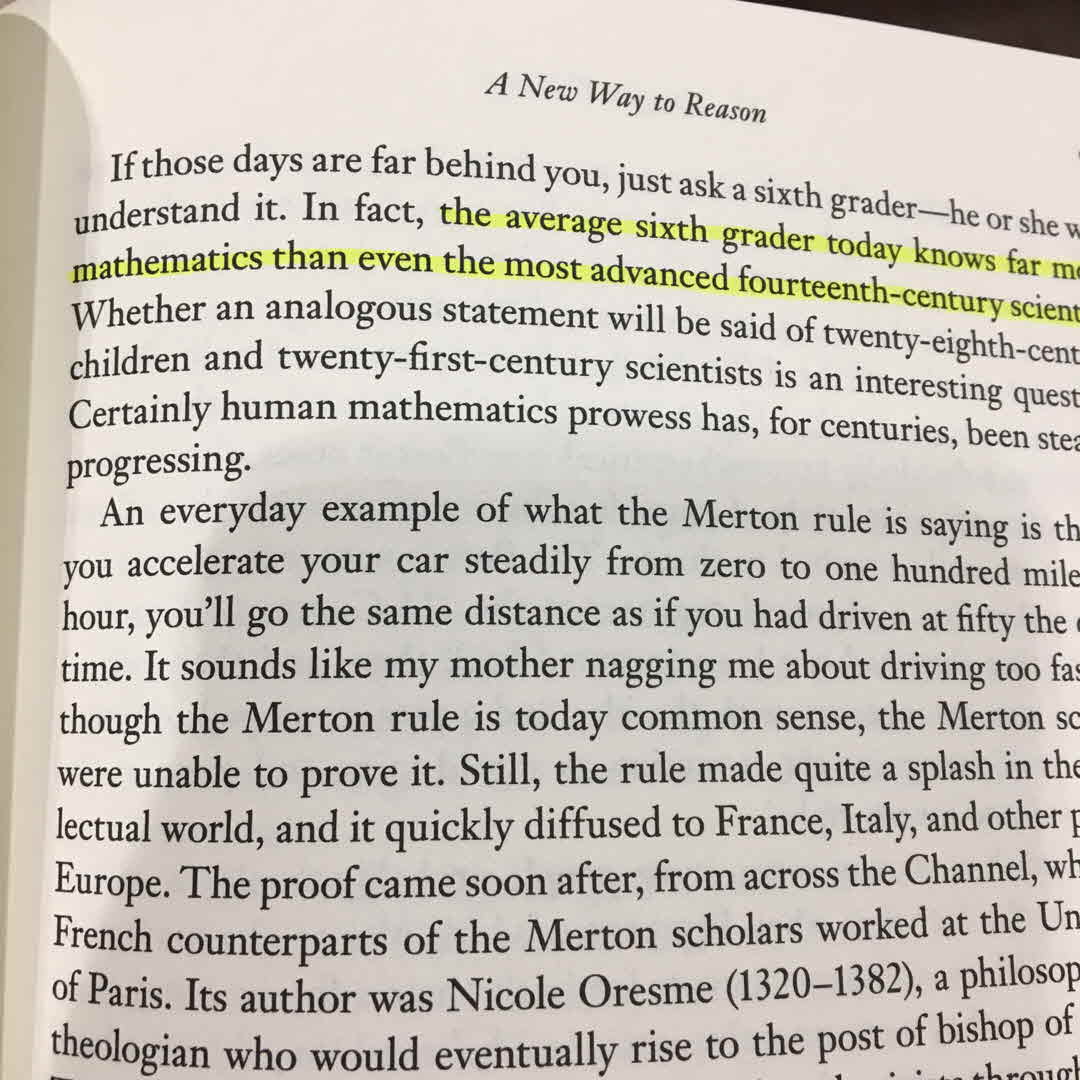 A New Way to Reason
If those days are far behind you, just ask a sixth grader—he or she
understand it. In fact, the average sixth grader today knows far
mathematics than even the most advanced fourteenth-century
Whether an analogous statement will be said of
children and twenty-first-century scientists is an interesting
Certainly human mathematics prowess has, for centuries, been
progressing.
An everyday example of what the Merton rule is saying is
you accelerate your car steadily from zero to one hundred
hour, you'll go the same distance as if you had driven at fifty the
time. It sounds like my mother nagging me about driving too
though the Merton rule is today common sense, the Merton
were unable to prove it. Still, the rule made quite a splash in
lectual world, and it quickly diffused to France, Italy, and other
Europe. The proof came soon after, from across the Channel,
French counterparts of the Merton scholars worked at the
of Paris. Its author was Nicole Oresme (1320–1382), a
theologian who would eventually rise to the post of bishop of